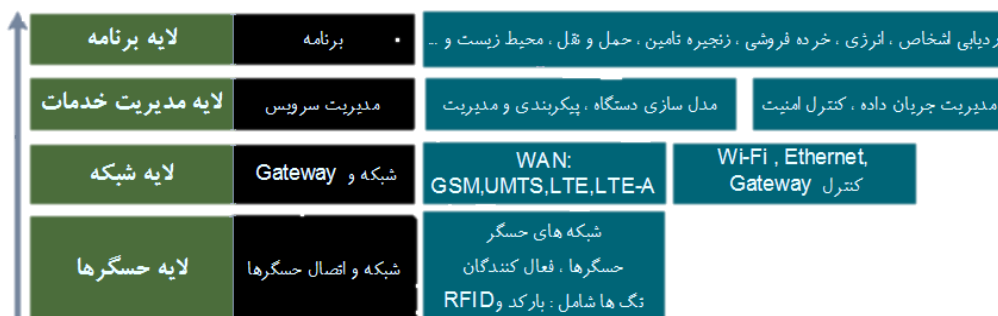 لایه برنامه
برنامه
ردیابی اشخاص ، انرژی ، خرده فروشی ، زنجیره تامین ، حمل و نقل ، محیط زیست و ...
لایه مدیریت خدمات
مدیریت سرویس
مدل سازی دستگاه ، پیکربندی و مدیریت
مدیریت جریان داده ، کنترل امنیت
لایه شبکه
شبکه و Gateway
WAN:
GSM,UMTS,LTE,LTE-A
Wi-Fi , Ethernet,
کنترل Gateway
لایه حسگرها
شبکه و اتصال حسگرها
شبکه های حسگر
حسگرها ، فعال کنندگان
تگ ها شامل : بارکد و RFID